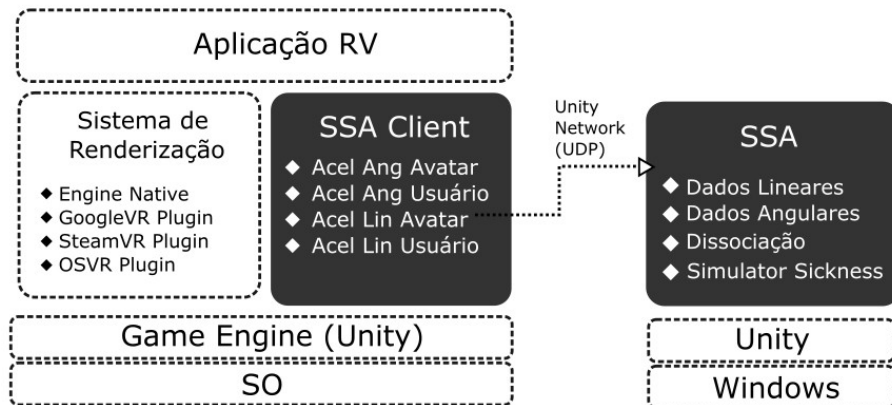 Aplicação RV
Sistema de
Renderização
◆ Engine Native
◆ GoogleVR Plugin
◆ SteamVR Plugin
◆ OSVR Plugin
SSA Client
◆ Acel Ang Avatar
◆ Acel Ang Usuário
◆ Acel Lin Avatar
◆ Acel Lin Usuário
Unity
Network
(UDP)
SSA
◆ Dados Lineares
◆ Dados Angulares
◆ Dissociação
◆ Simulator Sickness
Game Engine (Unity)
SO
Unity
Windows